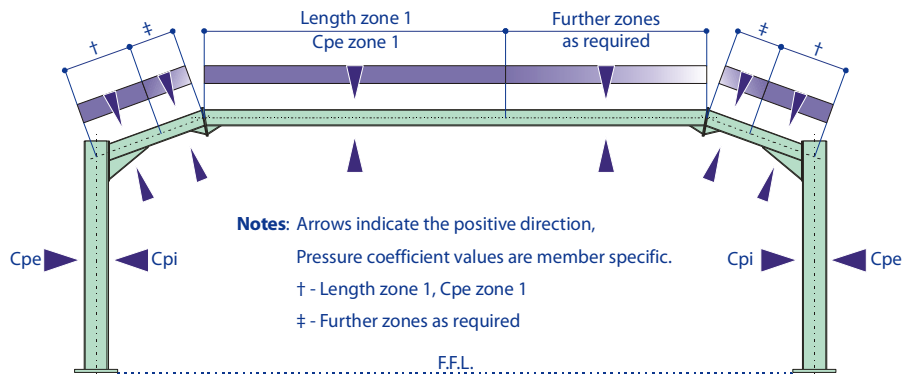 Length zone 1
Cpe zone 1
Further zones
as required
†
‡
‡
†
Notes: Arrows indicate the positive direction,
Pressure coefficient values are member specific.
† - Length zone 1, Cpe zone 1
‡ - Further zones as required
Cpe
Cpi
Cpi
Cpe
F.F.L.